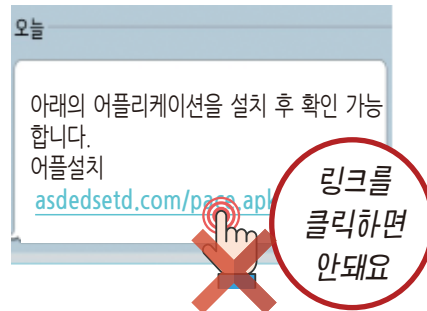 오늘
아래의 어플리케이션을 설치 후 확인 가능
합니다.
어플설치
asdedsetd.com/pace.apk
링크를
클릭하면
안돼요